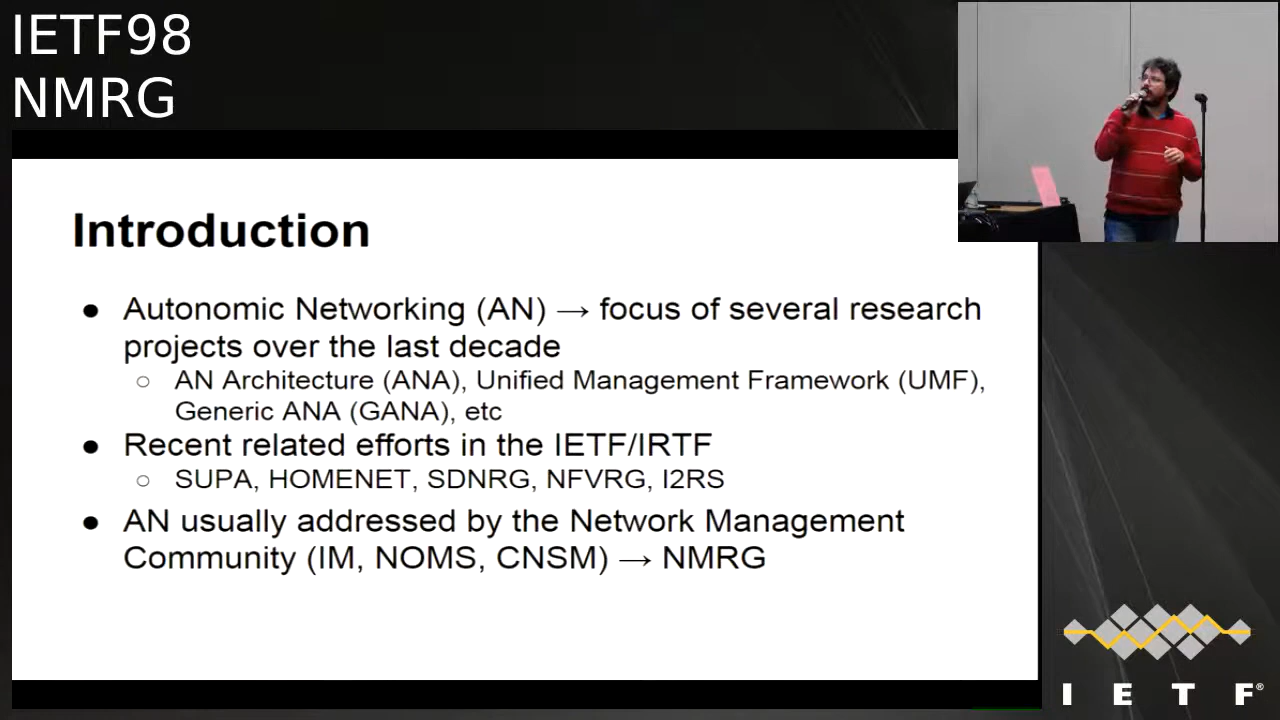 IETF98
NMRG
Introduction
● Autonomic Networking (AN) → focus of several research
projects over the last decade
○ AN Architecture (ANA), Unified Management Framework (UMF),
Generic ANA (GANA), etc
● Recent related efforts in the IETF/IRTF
○ SUPA, HOMENET, SDNRG, NFVRG, I2RS
● AN usually addressed by the Network Management
Community (IM, NOMS, CNSM) → NMRG
I E T F®